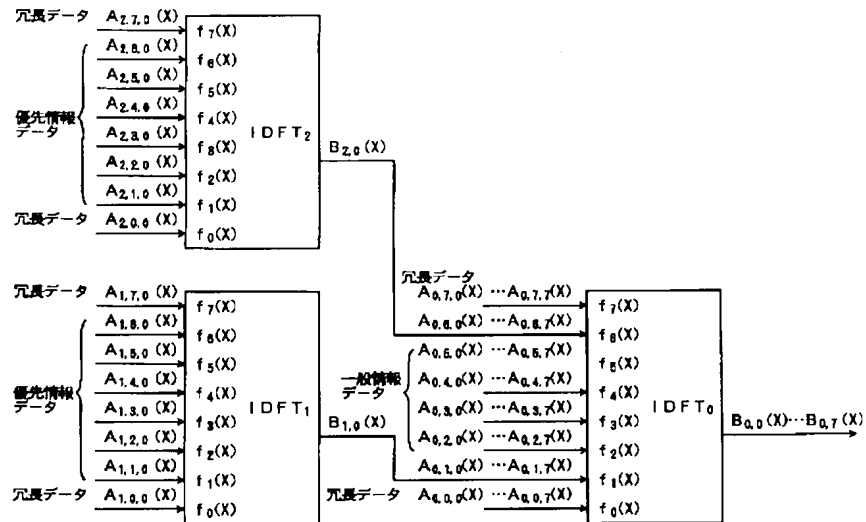 冗長データ A2,7,0 (X) f7(X)
A2,6,0 (X) f6(X)
A2,5,0 (X) f5(X)
優先情報データ
A2,4,0 (X) f4(X)
IDFT2
A2,3,0 (X) f3(X)
B2,0 (X)
A2,2,0 (X) f2(X)
A2,1,0 (X) f1(X)
冗長データ A2,0,0 (X) f0(X)
冗長データ A1,7,0 (X) f7(X)
A1,6,0 (X) f6(X)
A1,5,0 (X) f5(X)
優先情報データ
A1,4,0 (X) f4(X)
IDFT1
A1,3,0 (X) f3(X)
B1,0 (X)
A1,2,0 (X) f2(X)
A1,1,0 (X) f1(X)
冗長データ A1,0,0 (X) f0(X)
冗長データ
A0,7,0(X) ···A0,7,7(X) f7(X)
A0,6,0(X) ···A0,6,7(X) f6(X)
A0,5,0(X) ···A0,5,7(X) f5(X)
一般情報データ
A0,4,0(X) ···A0,4,7(X) f4(X)
IDFT0
A0,3,0(X) ···A0,3,7(X) f3(X)
B0,0 (X)···B0,7 (X)
A0,2,0(X) ···A0,2,7(X) f2(X)
A0,1,0(X) ···A0,1,7(X) f1(X)
冗長データ
A0,0,0(X) ···A0,0,7(X) f0(X)